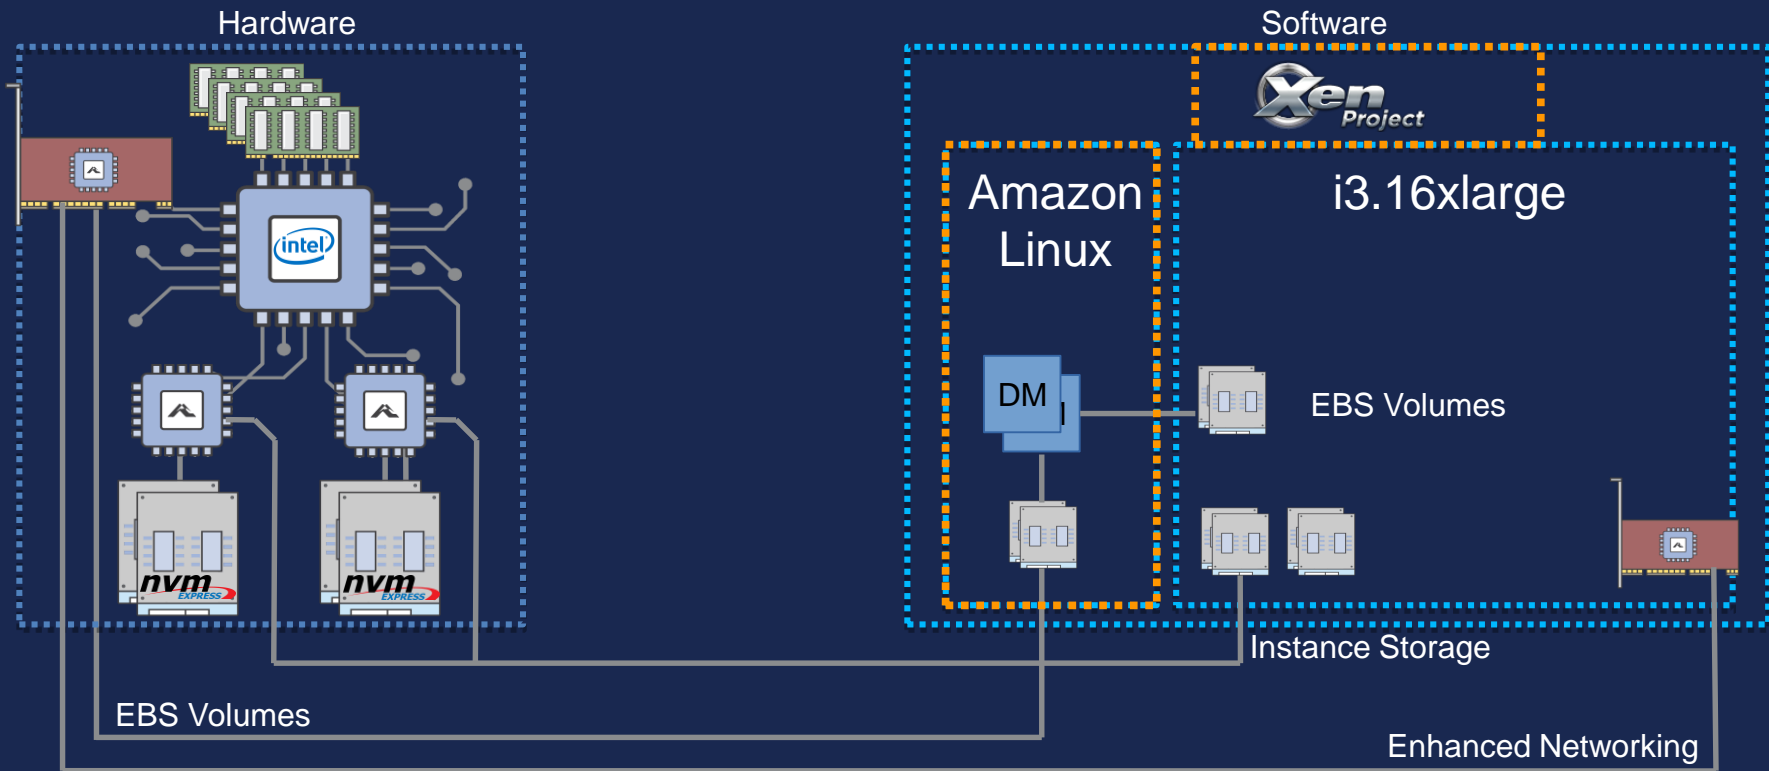 Hardware
Software
Xen
Project
Amazon
Linux
i3.16xlarge
intel
DM
EBS Volumes
nvm
EXPRESS
nvm
EXPRESS
Instance Storage
EBS Volumes
Enhanced Networking